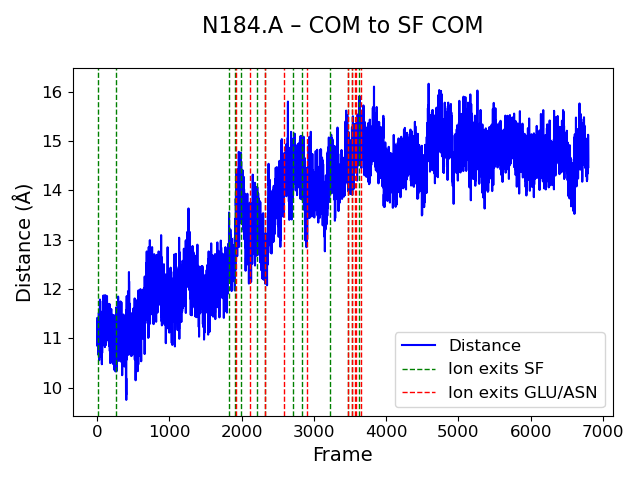 N184.A – COM to SF COM
16
15
14
13
12
11
10
Distance (Å)
0
1000
2000
3000
4000
5000
6000
7000
Frame
Distance
Ion exits SF
Ion exits GLU/ASN